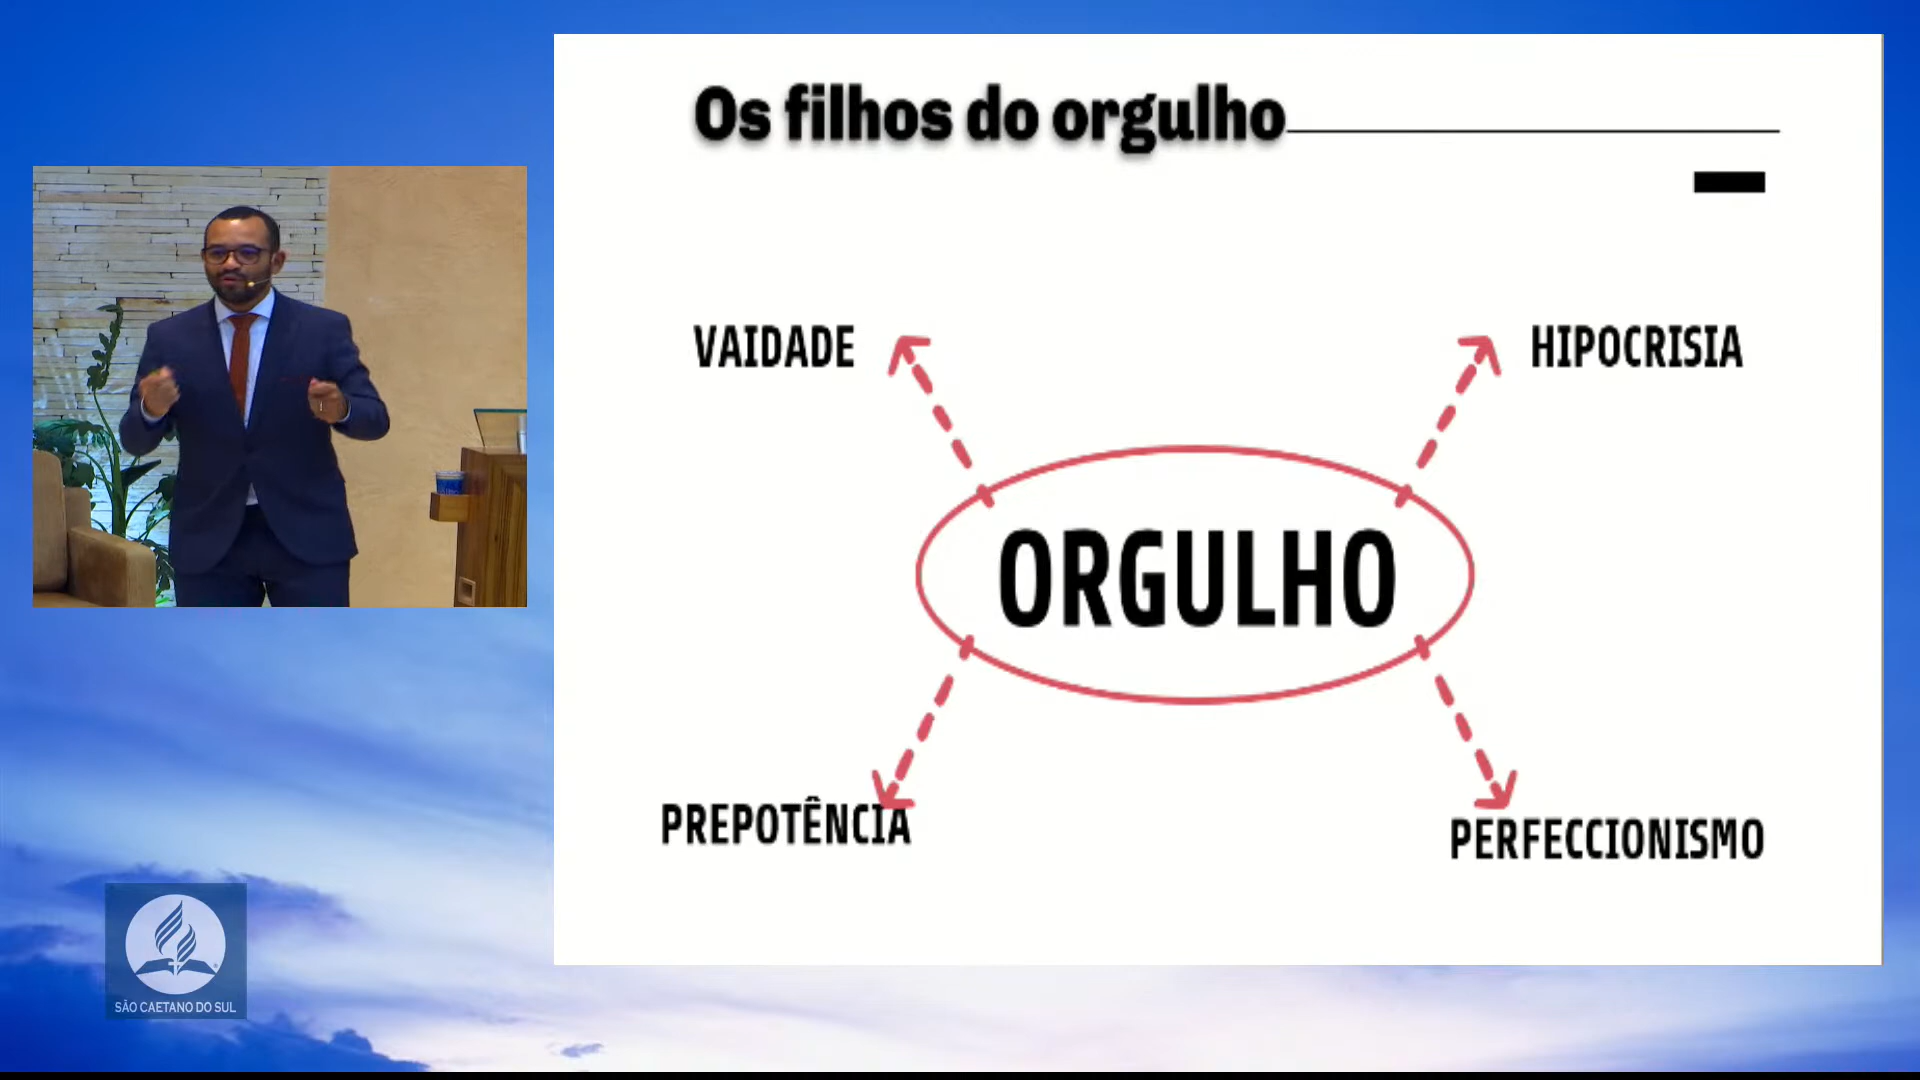 Os filhos do orgulho
VAIDADE
HIPOCRISIA
ORGULHO
PREPOTÊNCIA
PERFECCIONISMO
SÃO CAETANO DO SUL